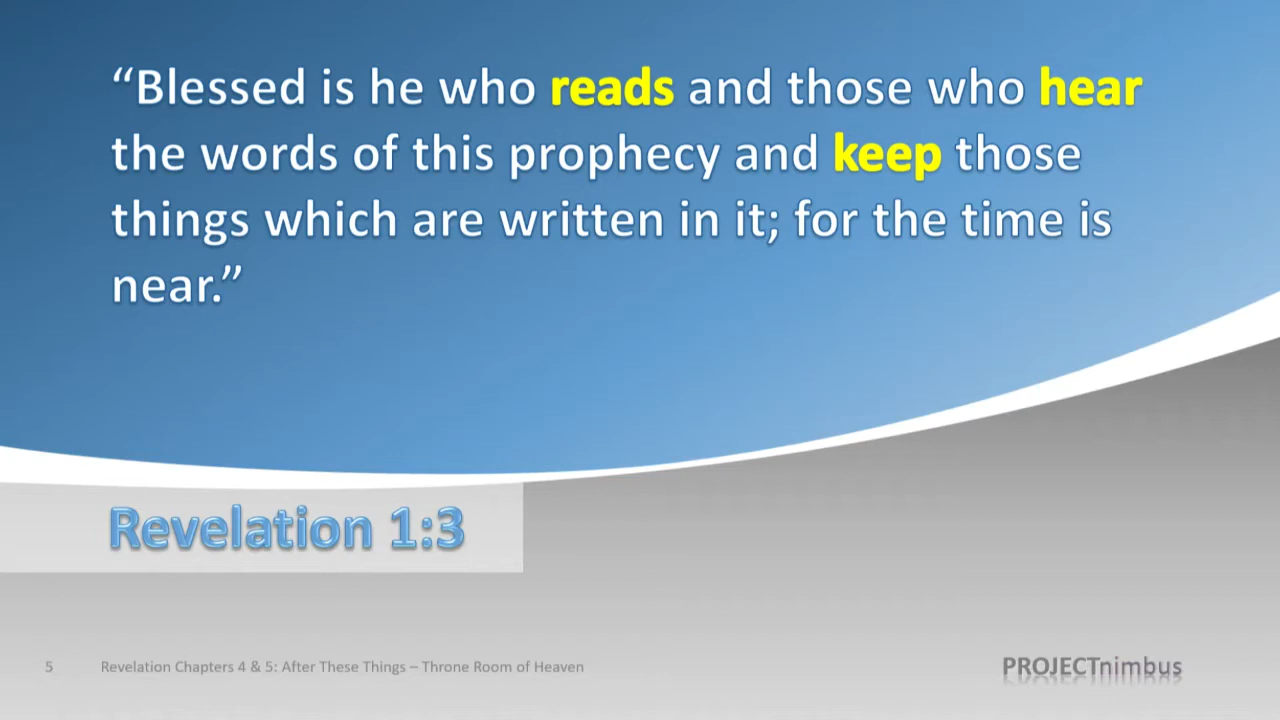 “Blessed is he who reads and those who hear
the words of this prophecy and keep those
things which are written in it; for the time is
near.”
Revelation 1:3
5 Revelation Chapters 4 & 5: After These Things – Throne Room of Heaven
PROJECTnimbus